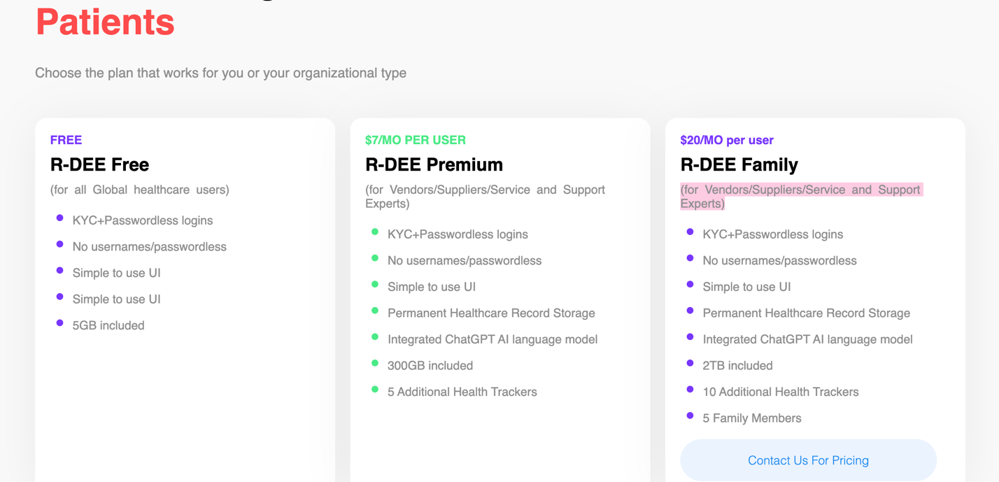 Patients
Choose the plan that works for you or your organizational type
FREE
R-DEE Free
(for all Global healthcare users)
KYC+Passwordless logins
No usernames/passwordless
Simple to use UI
Simple to use UI
5GB included
$7/MO PER USER
R-DEE Premium
(for Vendors/Suppliers/Service and Support
Experts)
KYC+Passwordless logins
No usernames/passwordless
Simple to use UI
Permanent Healthcare Record Storage
Integrated ChatGPT AI language model
300GB included
5 Additional Health Trackers
$20/MO per user
R-DEE Family
(for Vendors/Suppliers/Service and Support
Experts)
KYC+Passwordless logins
No usernames/passwordless
Simple to use UI
Permanent Healthcare Record Storage
Integrated ChatGPT AI language model
2TB included
10 Additional Health Trackers
5 Family Members
Contact Us For Pricing